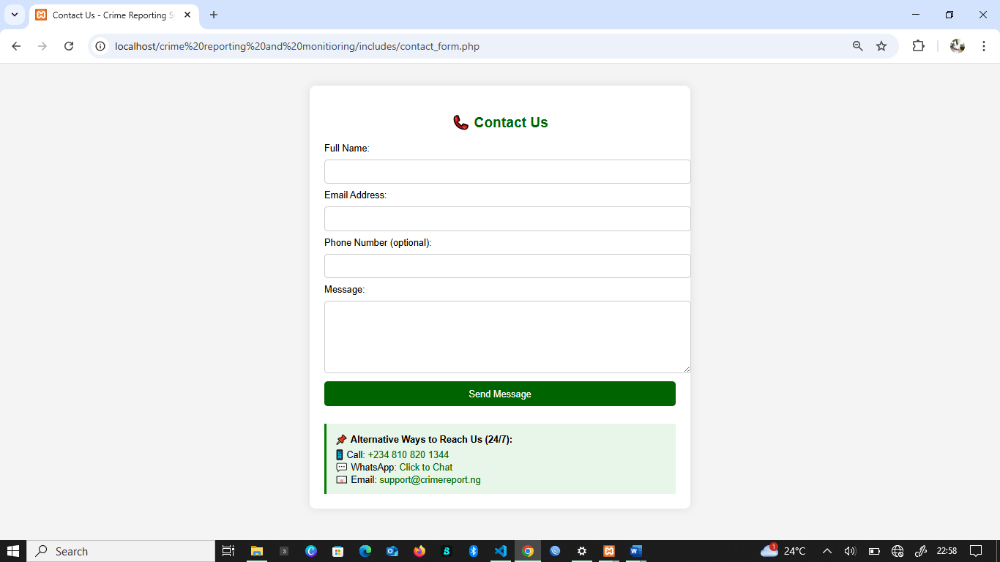 Contact Us - Crime Reporting S
localhost/crime%20reporting%20and%20monitioring/includes/contact_form.php
Contact Us
Full Name:
Email Address:
Phone Number (optional):
Message:
Send Message
Alternative Ways to Reach Us (24/7):
Call: +234 810 820 1344
WhatsApp: Click to Chat
Email: support@crimereport.ng
Search
3
1
24°C
22:58